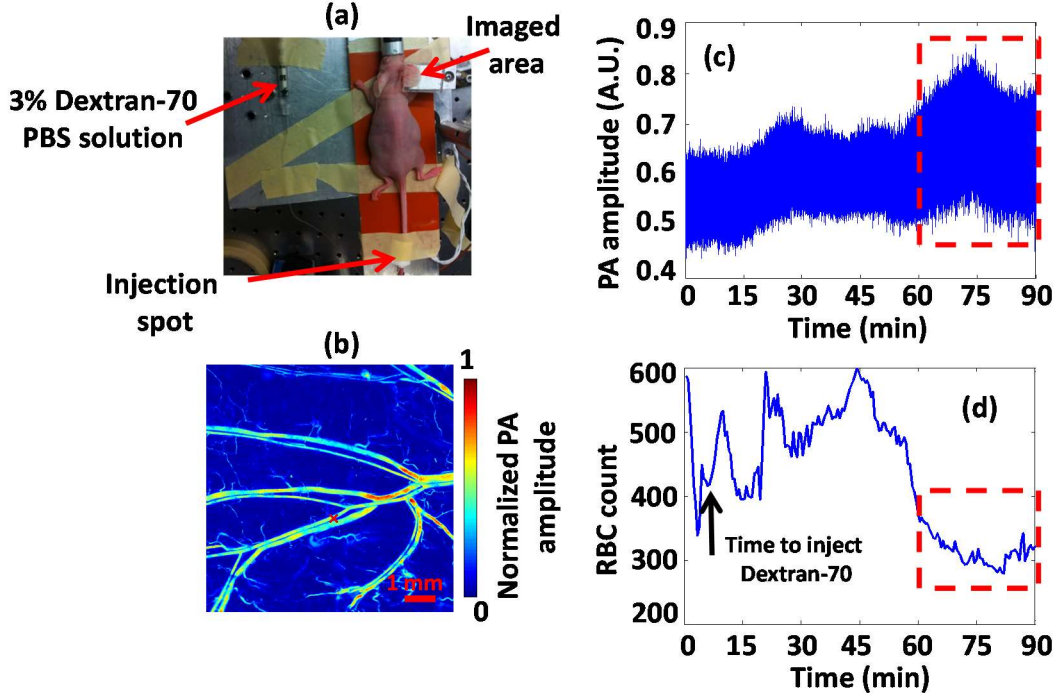 (a)
Imaged
area
3% Dextran-70
PBS solution
Injection
spot
(b)
1
Normalized PA
amplitude
0
1 mm
(c)
0.9
0.8
0.7
0.6
0.5
0.4
PA amplitude (A.U.)
0 15 30 45 60 75 90
Time (min)
(d)
600
500
400
300
200
RBC count
Time to inject
Dextran-70
0 15 30 45 60 75 90
Time (min)